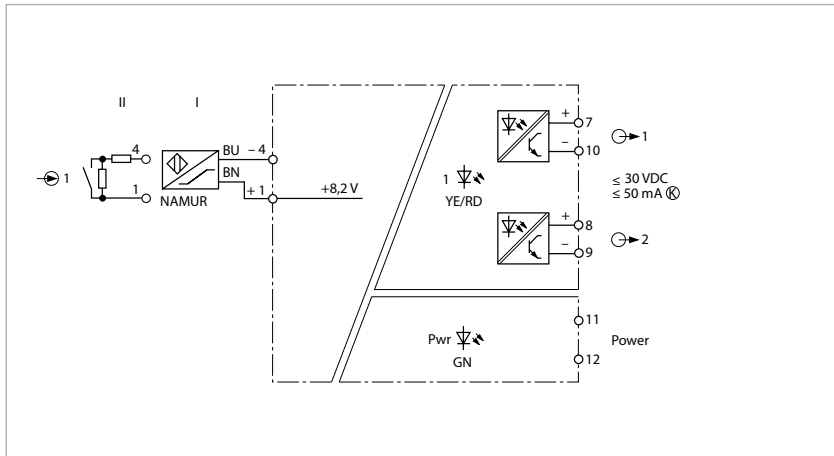 II I
4
1
1
NAMUR
BU − 4
BN
+ 1
+8,2 V
1
YE/RD
+ 7
− 10
1
≤ 30 VDC
≤ 50 mA K
+ 8
− 9
2
Pwr
GN
11
12
Power